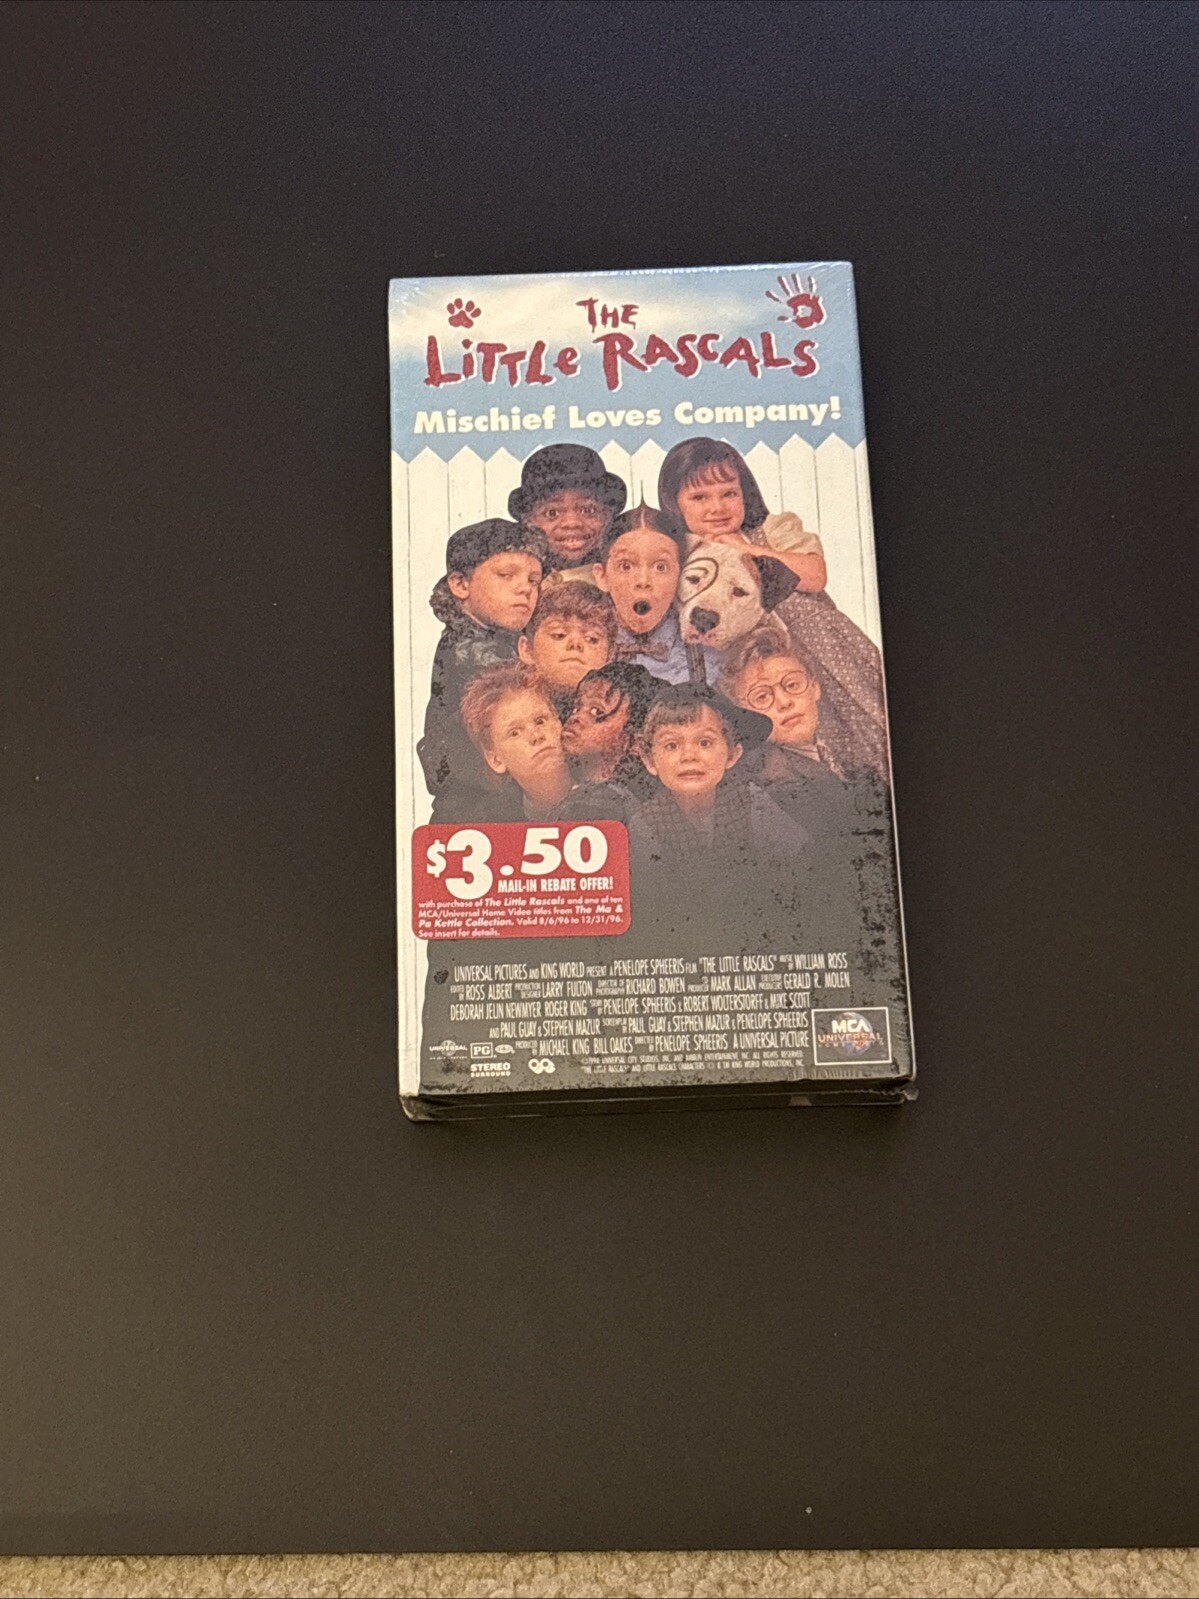 THE
LiTTLe RASCALS
Mischief Loves Company!
$3.50
MAIL-IN REBATE OFFER!
with purchase of The Little Rascals and one of ten
MCA/Universal Home Video titles from The Ma &
Pa Kettle Collection. Valid 8/6/96 to 12/31/96.
See insert for details.
UNIVERSAL PICTURES AND KING WORLD PRESENT A PENELOPE SPHEERIS FILM "THE LITTLE RASCALS" MUSIC BY WILLIAM ROSS
EDITED BY ROSS ALBERT PRODUCTION DESIGNER LARRY FULTON DIRECTOR OF PHOTOGRAPHY RICHARD BOWEN CO-PRODUCER MARK ALLAN EXECUTIVE PRODUCERS GERALD R. MOLEN
DEBORAH JELIN NEWMYER ROGER KING STORY BY PENELOPE SPHEERIS & ROBERT WOLTERSTORFF & MIKE SCOTT
AND PAUL GUAY & STEPHEN MAZUR SCREENPLAY BY PAUL GUAY & STEPHEN MAZUR & PENELOPE SPHEERIS
PRODUCED BY MICHAEL KING BILL OAKES DIRECTED BY PENELOPE SPHEERIS A UNIVERSAL PICTURE
UNIVERSAL
PG
STEREO
SURROUND
MCA
UNIVERSAL